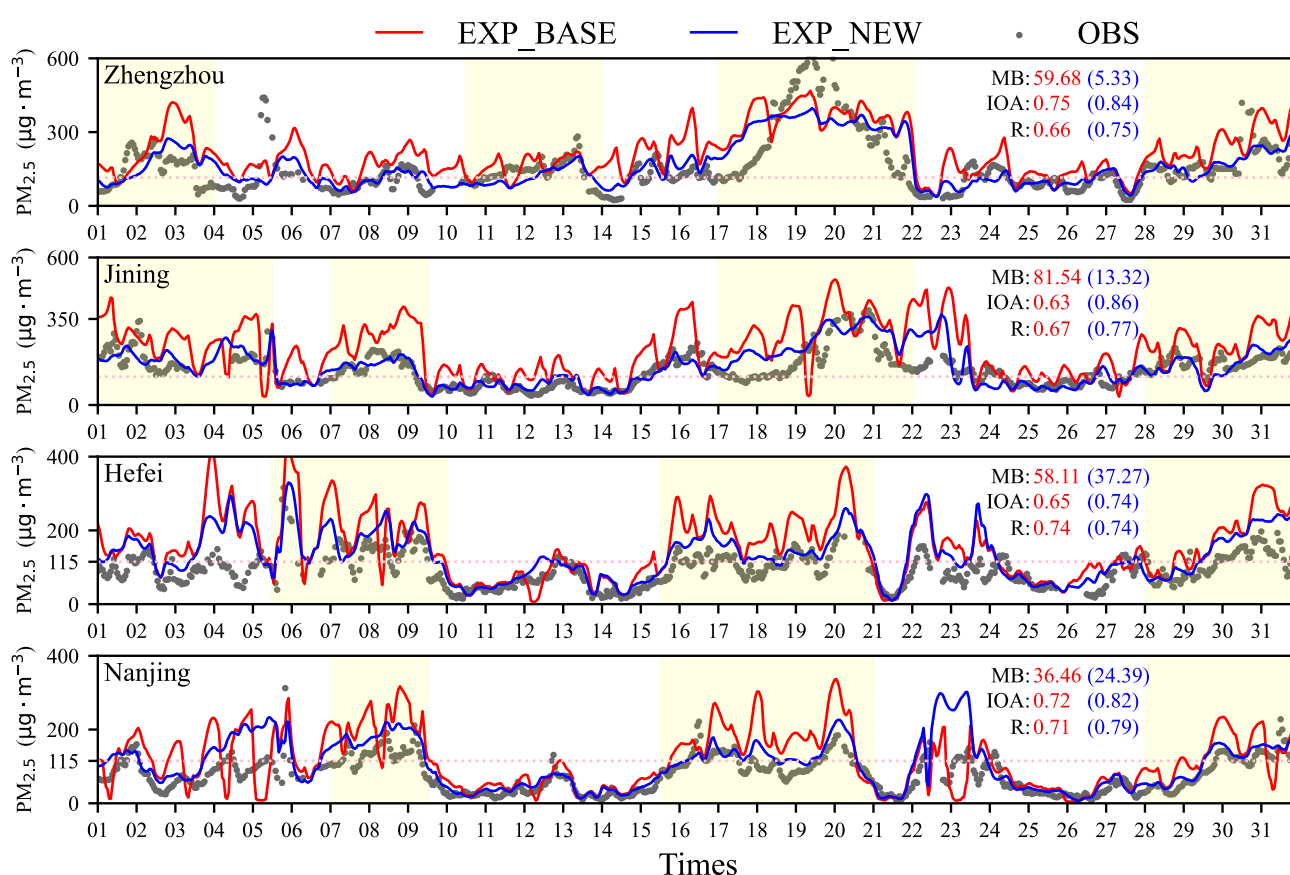 EXP_BASE EXP_NEW OBS
PM2.5 (μg·m−3)
600
300
0
Zhengzhou
MB: 59.68 (5.33)
IOA: 0.75 (0.84)
R: 0.66 (0.75)
01 02 03 04 05 06 07 08 09 10 11 12 13 14 15 16 17 18 19 20 21 22 23 24 25 26 27 28 29 30 31
PM2.5 (μg·m−3)
600
350
0
Jining
MB: 81.54 (13.32)
IOA: 0.63 (0.86)
R: 0.67 (0.77)
01 02 03 04 05 06 07 08 09 10 11 12 13 14 15 16 17 18 19 20 21 22 23 24 25 26 27 28 29 30 31
PM2.5 (μg·m−3)
400
200
115
0
Hefei
MB: 58.11 (37.27)
IOA: 0.65 (0.74)
R: 0.74 (0.74)
01 02 03 04 05 06 07 08 09 10 11 12 13 14 15 16 17 18 19 20 21 22 23 24 25 26 27 28 29 30 31
PM2.5 (μg·m−3)
400
200
115
0
Nanjing
MB: 36.46 (24.39)
IOA: 0.72 (0.82)
R: 0.71 (0.79)
01 02 03 04 05 06 07 08 09 10 11 12 13 14 15 16 17 18 19 20 21 22 23 24 25 26 27 28 29 30 31
Times